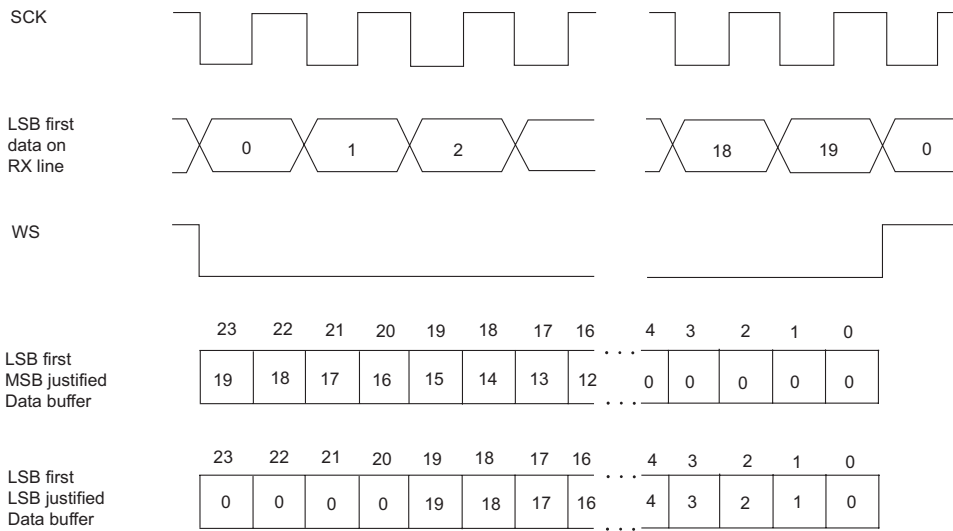 SCK
LSB first
data on
RX line
0 1 2 18 19 0
WS
23 22 21 20 19 18 17 16 4 3 2 1 0
LSB first
MSB justified
Data buffer
19 18 17 16 15 14 13 12 . . . 0 0 0 0 0
23 22 21 20 19 18 17 16 4 3 2 1 0
LSB first
LSB justified
Data buffer
0 0 0 0 19 18 17 16 . . . 4 3 2 1 0